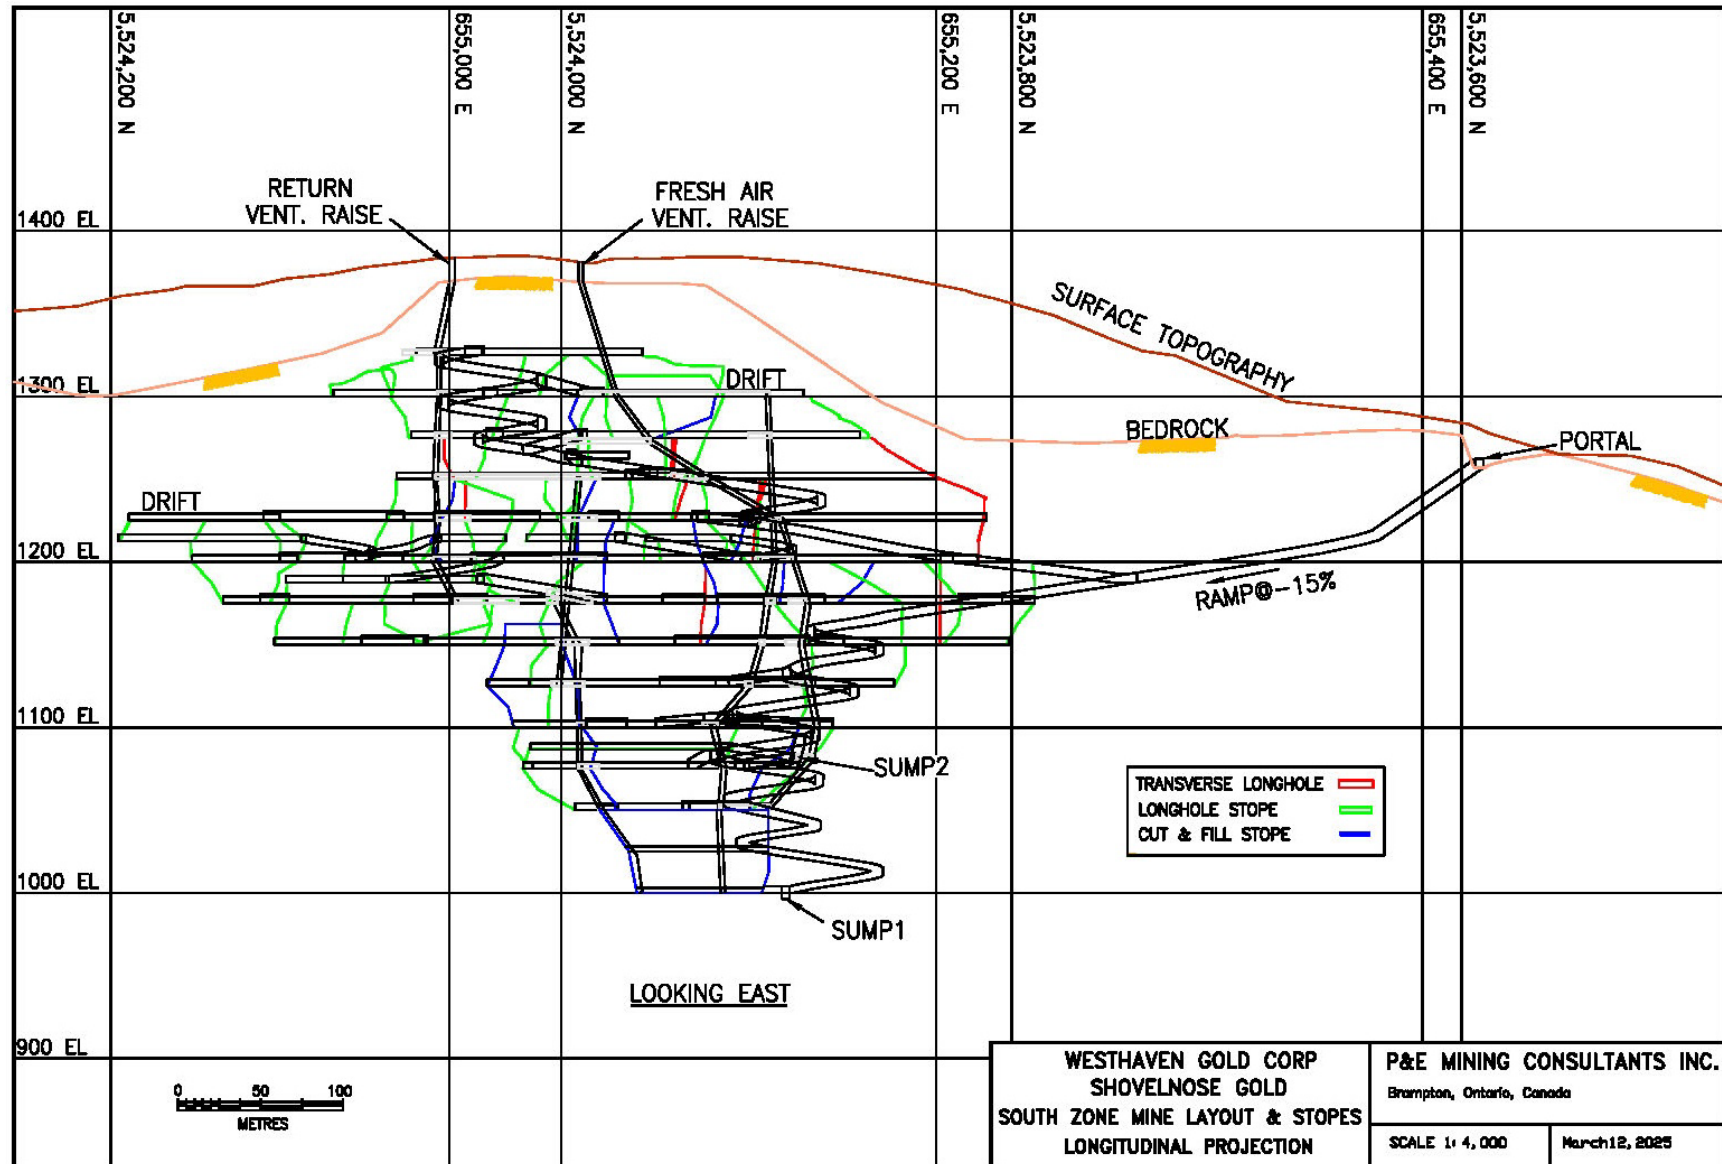 5,524,200 N
655,000 E
5,524,000 N
655,200 E
5,523,800 N
655,400 E
5,523,600 N
RETURN
VENT. RAISE
FRESH AIR
VENT. RAISE
1400 EL
SURFACE TOPOGRAPHY
1300 EL
DRIFT
BEDROCK
PORTAL
DRIFT
1200 EL
RAMP@-15%
1100 EL
SUMP2
TRANSVERSE LONGHOLE
LONGHOLE STOPE
CUT & FILL STOPE
1000 EL
SUMP1
LOOKING EAST
900 EL
0 50 100
METRES
WESTHAVEN GOLD CORP
SHOVELNOSE GOLD
SOUTH ZONE MINE LAYOUT & STOPES
LONGITUDINAL PROJECTION
P&E MINING CONSULTANTS INC.
Brampton, Ontario, Canada
SCALE 1: 4,000
March12, 2025